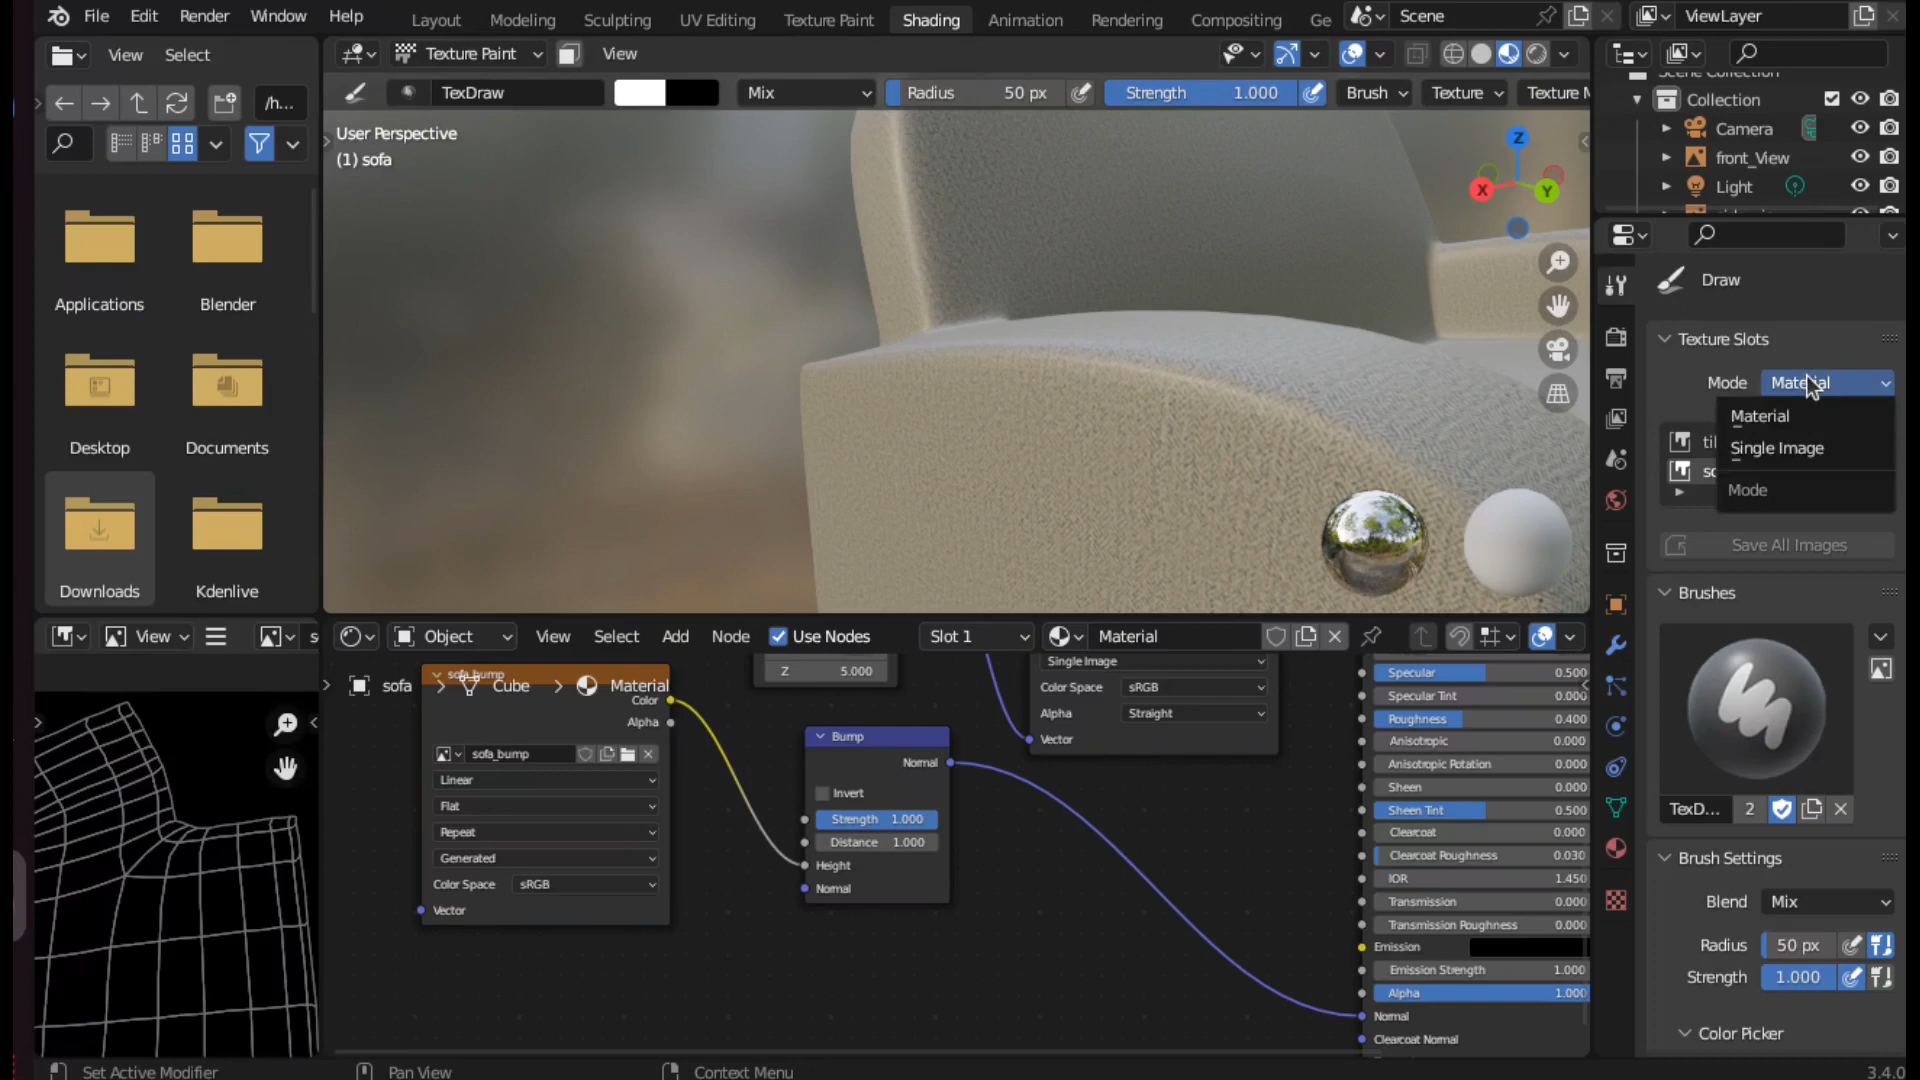 File Edit Render Window Help Layout Modeling Sculpting UV Editing Texture Paint Shading Animation Rendering Compositing Ge Scene ViewLayer
View Select
Texture Paint View
/h...
TexDraw Mix Radius 50 px Strength 1.000 Brush Texture Texture M
User Perspective
(1) sofa
Z
X
Y
Applications Blender
Desktop Documents
Downloads Kdenlive
Scene Collection
Collection
Camera
front_View
Light
Draw
Texture Slots
Mode Material
Material
Single Image
Mode
Save All Images
Brushes
TexD... 2
Brush Settings
Blend Mix
Radius 50 px
Strength 1.000
Color Picker
View
Object View Select Add Node Use Nodes Slot 1 Material
sofa Cube Material
sofa_bump
Color
Alpha
sofa_bump
Linear
Flat
Repeat
Generated
Color Space sRGB
Vector
Z 5.000
Bump
Normal
Invert
Strength 1.000
Distance 1.000
Height
Normal
Single Image
Color Space sRGB
Alpha Straight
Vector
Specular 0.500
Specular Tint 0.000
Roughness 0.400
Anisotropic 0.000
Anisotropic Rotation 0.000
Sheen 0.000
Sheen Tint 0.500
Clearcoat 0.000
Clearcoat Roughness 0.030
IOR 1.450
Transmission 0.000
Transmission Roughness 0.000
Emission
Emission Strength 1.000
Alpha 1.000
Normal
Clearcoat Normal
Set Active Modifier Pan View Context Menu 3.4.0